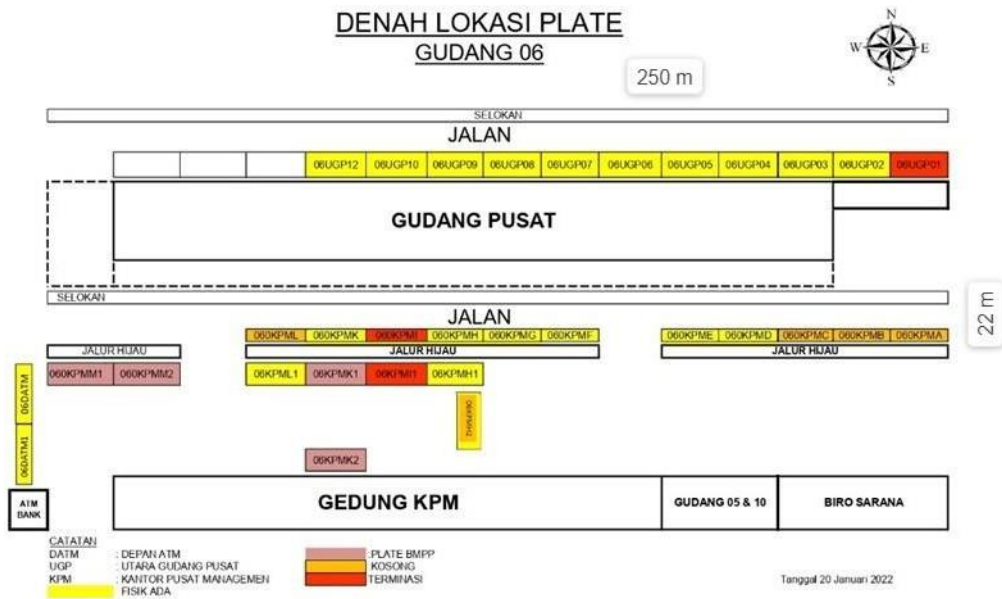 DENAH LOKASI PLATE
GUDANG 06
N
W E
S
250 m
SELOKAN
JALAN
06UGP12 06UGP10 06UGP09 06UGP08 06UGP07 06UGP06 06UGP05 06UGP04 06UGP03 06UGP02 06UGP01
GUDANG PUSAT
SELOKAN
22 m
JALAN
060KPML 060KPMK 060KPMI 060KPMH 060KPMG 060KPMF 060KPME 060KPMD 060KPMC 060KPMB 060KPMA
JALUR HIJAU JALUR HIJAU JALUR HIJAU
060KPMM1 060KPMM2 06KPML1 06KPMK1 06KPMI1 06KPMH1
06DATM
06KPMH2
06DATM1
06KPMK2
ATM
BANK
GEDUNG KPM GUDANG 05 & 10 BIRO SARANA
CATATAN
DATM : DEPAN ATM :PLATE BMPP
UGP : UTARA GUDANG PUSAT KOSONG
KPM : KANTOR PUSAT MANAGEMEN TERMINASI
FISIK ADA
Tanggal 20 Januari 2022